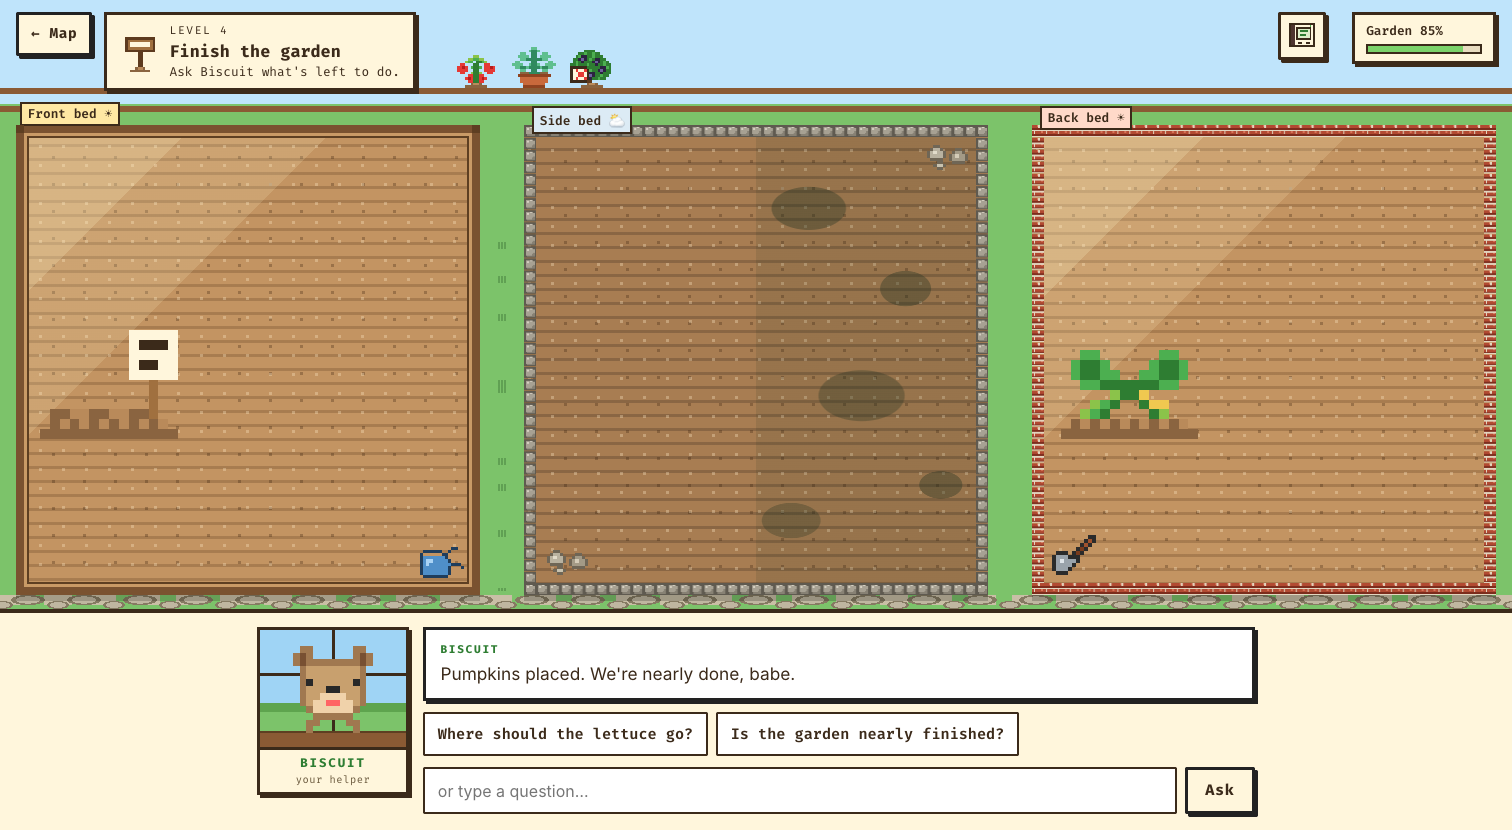 ← Map
LEVEL 4
Finish the garden
Ask Biscuit what's left to do.
Garden 85%
Front bed ☀
Side bed ⛅
Back bed ☀
BISCUIT
your helper
BISCUIT
Pumpkins placed. We're nearly done, babe.
Where should the lettuce go?
Is the garden nearly finished?
or type a question...
Ask